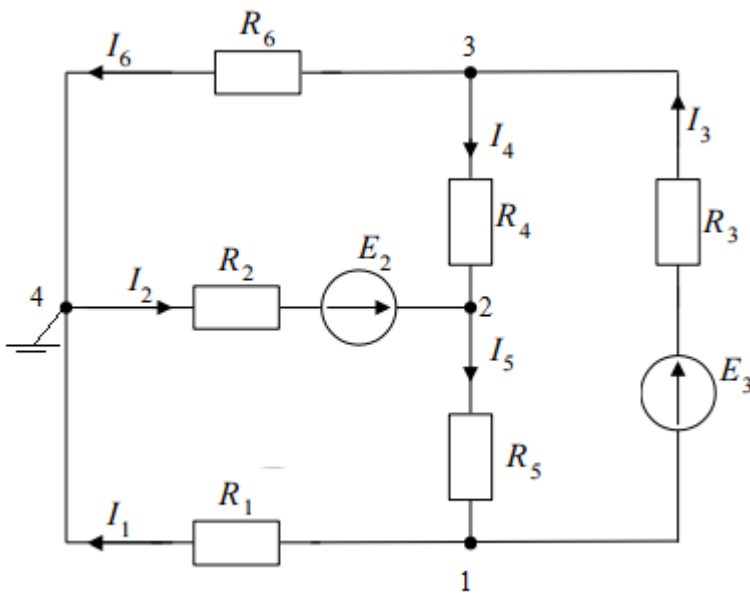 R₆
3
I₆
I₄
I₃
R₄
R₃
E₂
R₂
4
I₂
2
I₅
E₃
R₅
R₁
I₁
1